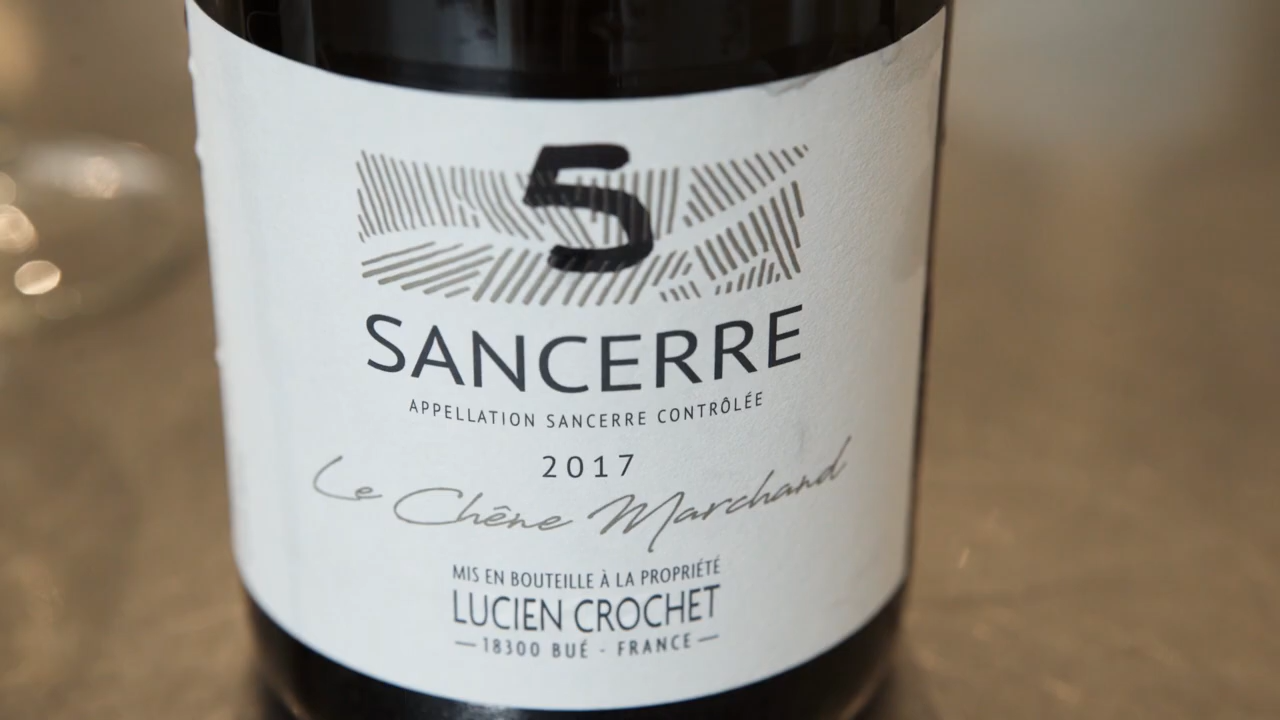 5
SANCERRE
APPELLATION SANCERRE CONTRÔLÉE
2017
Le Chêne Marchand
MIS EN BOUTEILLE À LA PROPRIÉTÉ
LUCIEN CROCHET
— 18300 BUÉ - FRANCE —